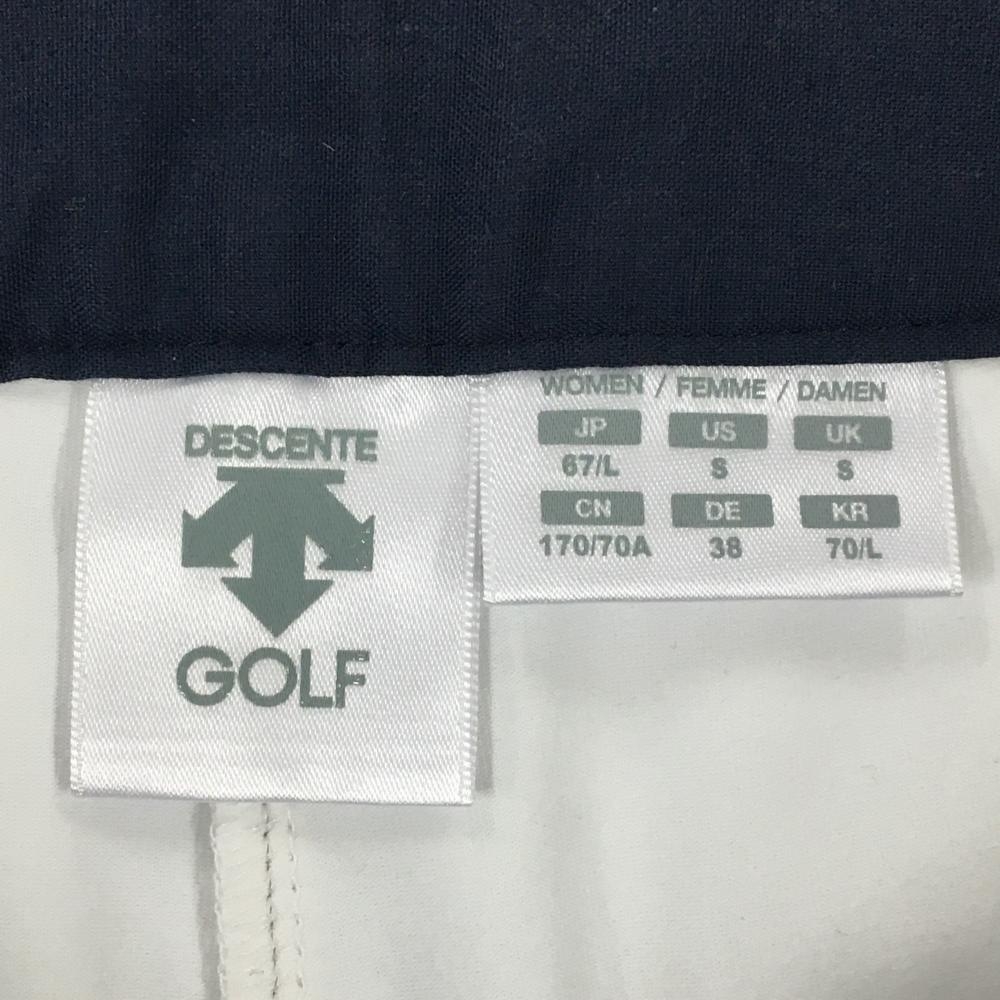 DESCENTE
GOLF
WOMEN / FEMME / DAMEN
JP US UK
67/L S S
CN DE KR
170/70A 38 70/L